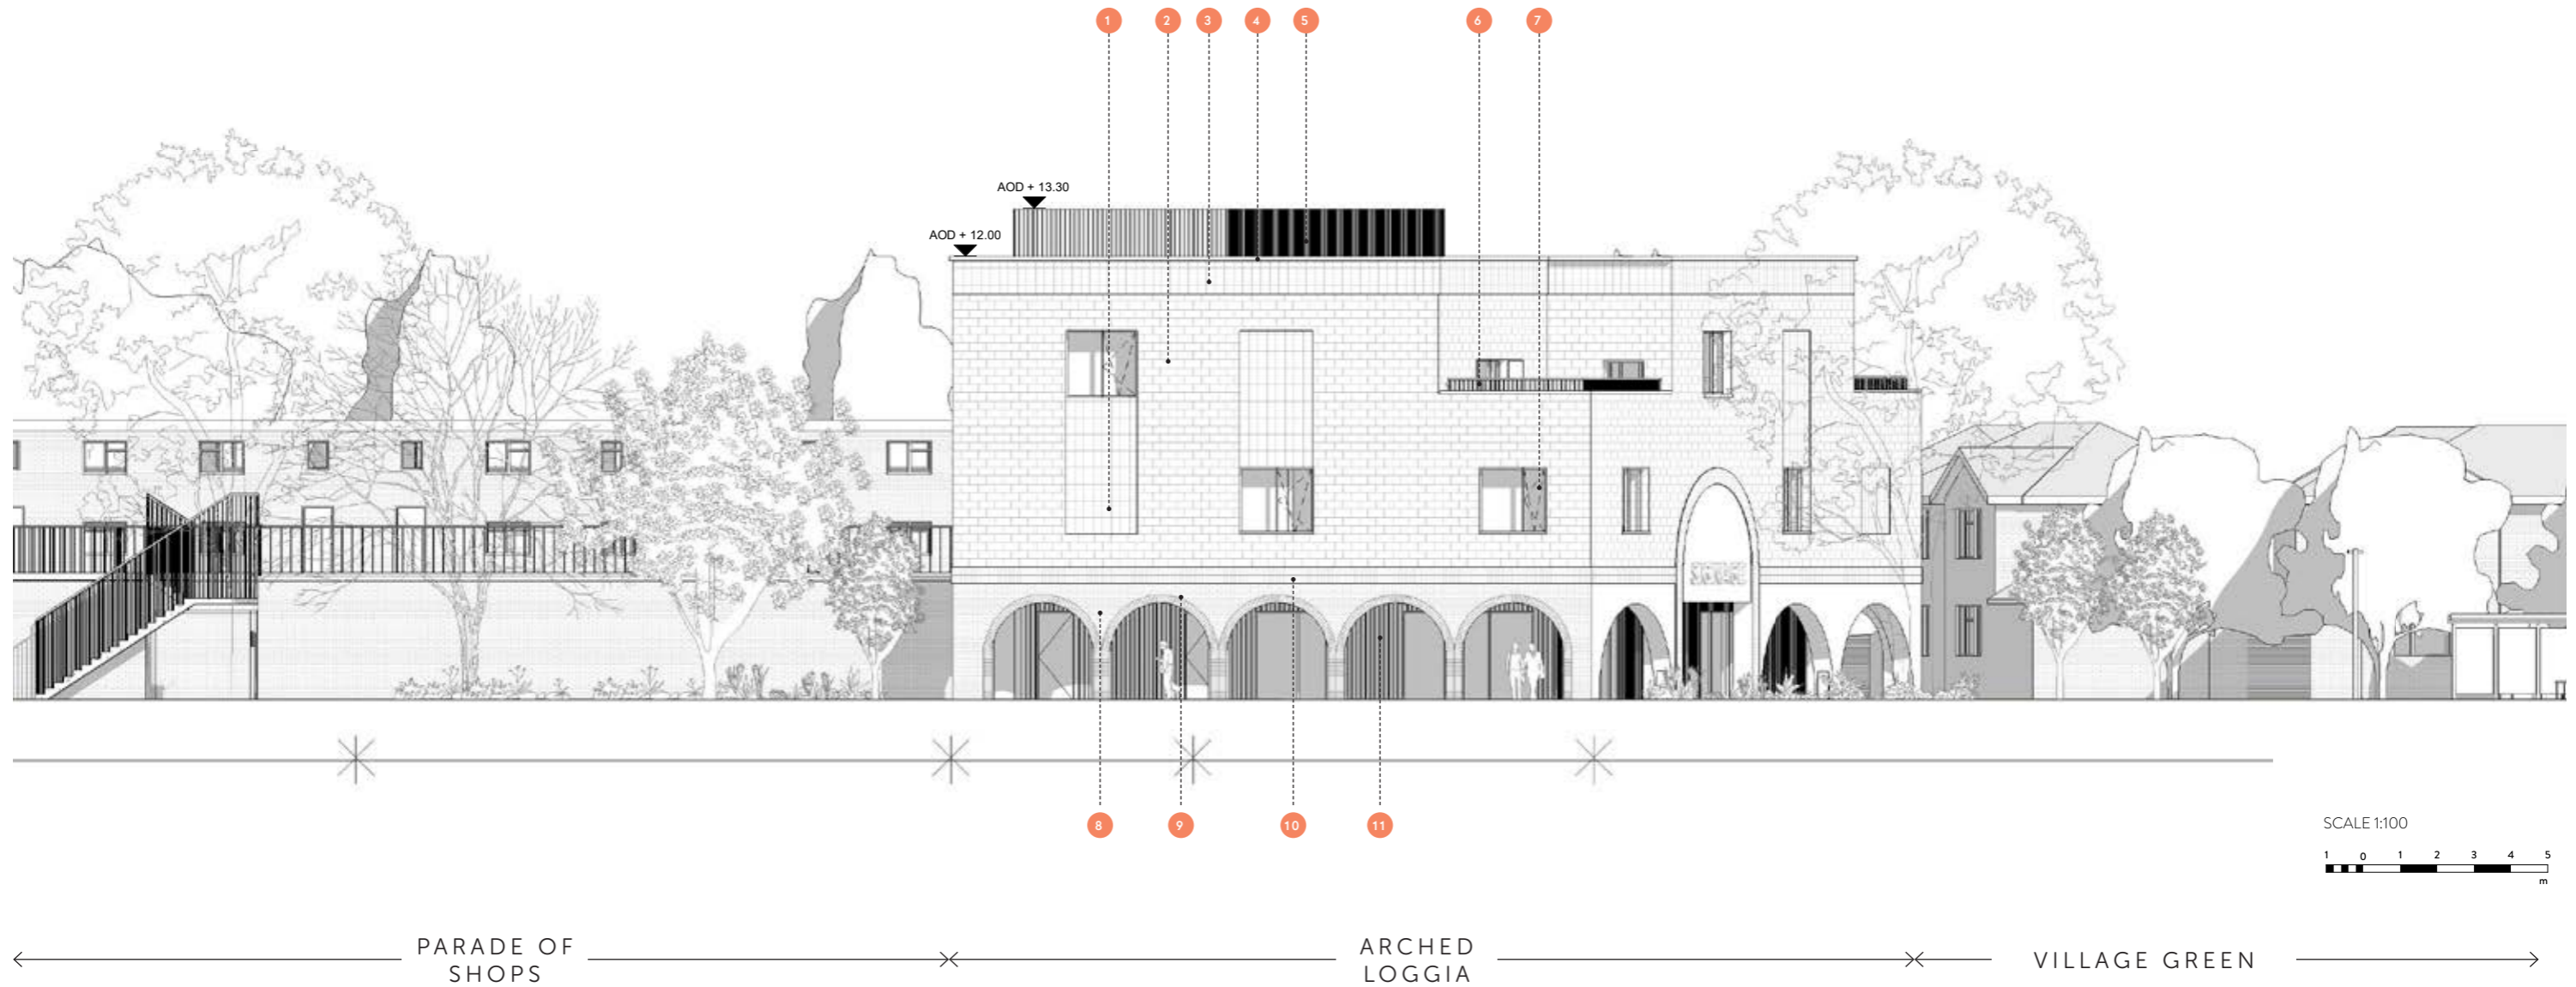 1 2 3 4 5 6 7
AOD + 13.30
AOD + 12.00
8 9 10 11
SCALE 1:100
1 0 1 2 3 4 5
m
PARADE OF
SHOPS
ARCHED
LOGGIA
VILLAGE GREEN